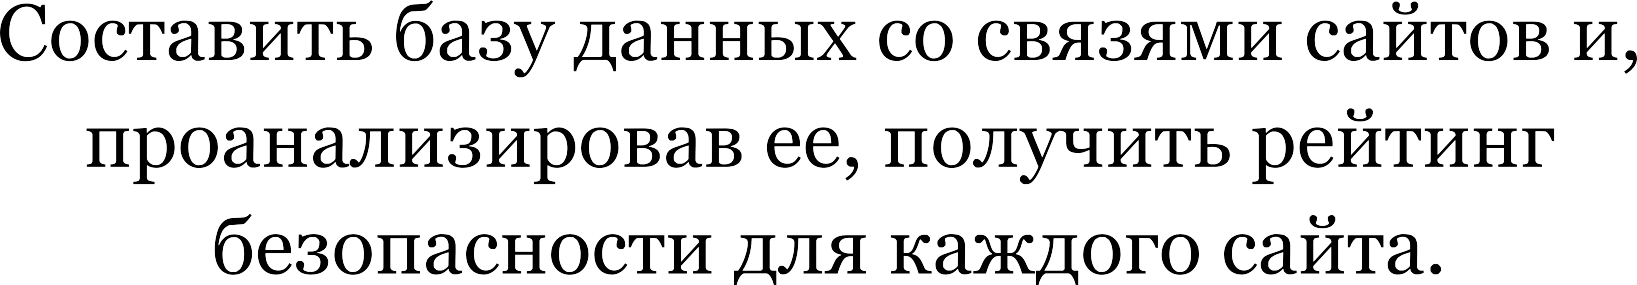 Составить базу данных со связями сайтов и,
проанализировав ее, получить рейтинг
безопасности для каждого сайта.